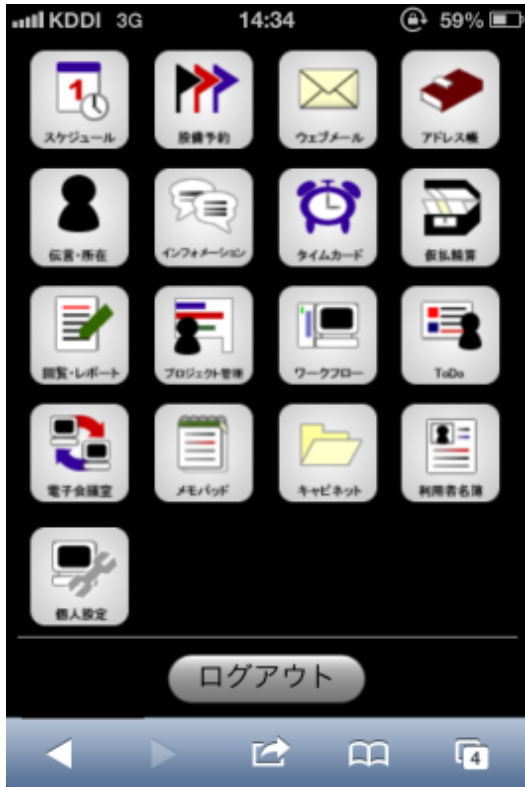 KDDI 3G 14:34 59%
1
スケジュール 設備予約 ウェブメール アドレス帳
伝言・所在 インフォメーション タイムカード 仮払精算
回覧・レポート プロジェクト管理 ワークフロー ToDo
電子会議室 メモパッド キャビネット 利用者名簿
個人設定
ログアウト
4